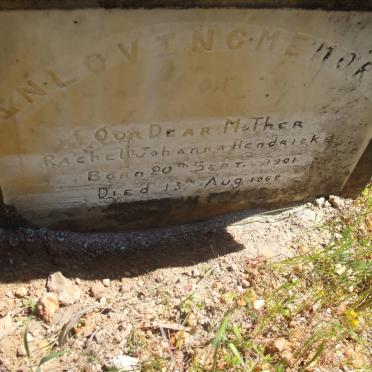 IN LOVING MEMORY
OF
OUR DEAR MOTHER
Rachel Johanna Hendricks
Born 20th Sept. 1901
Died 13th Aug 1968